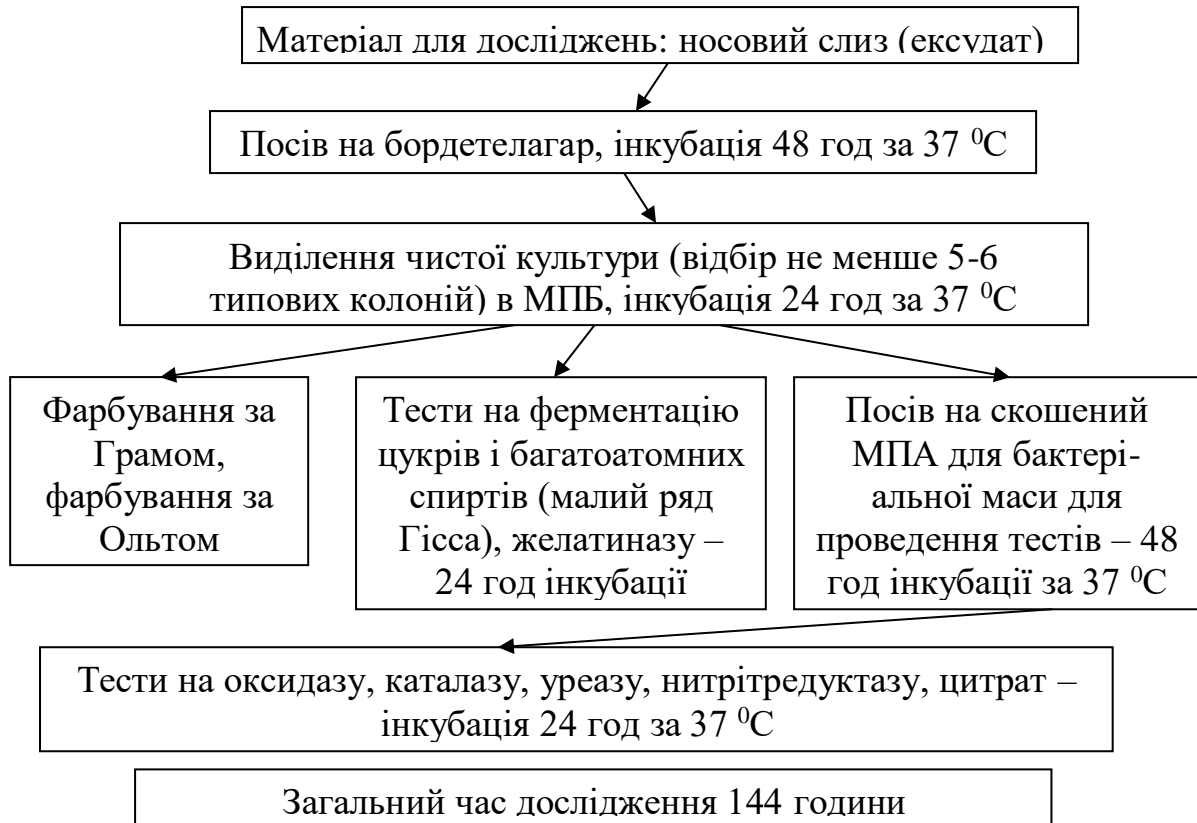 Матеріал для досліджень: носовий слиз (ексудат)
Посів на бордетелагар, інкубація 48 год за 37 ⁰С
Виділення чистої культури (відбір не менше 5-6
типових колоній) в МПБ, інкубація 24 год за 37 ⁰С
Фарбування за
Грамом,
фарбування за
Ольтом
Тести на ферментацію
цукрів і багатоатомних
спиртів (малий ряд
Гісса), желатиназу –
24 год інкубації
Посів на скошений
МПА для бактері-
альної маси для
проведення тестів – 48
год інкубації за 37 ⁰С
Тести на оксидазу, каталазу, уреазу, нитрітредуктазу, цитрат –
інкубація 24 год за 37 ⁰С
Загальний час дослідження 144 години